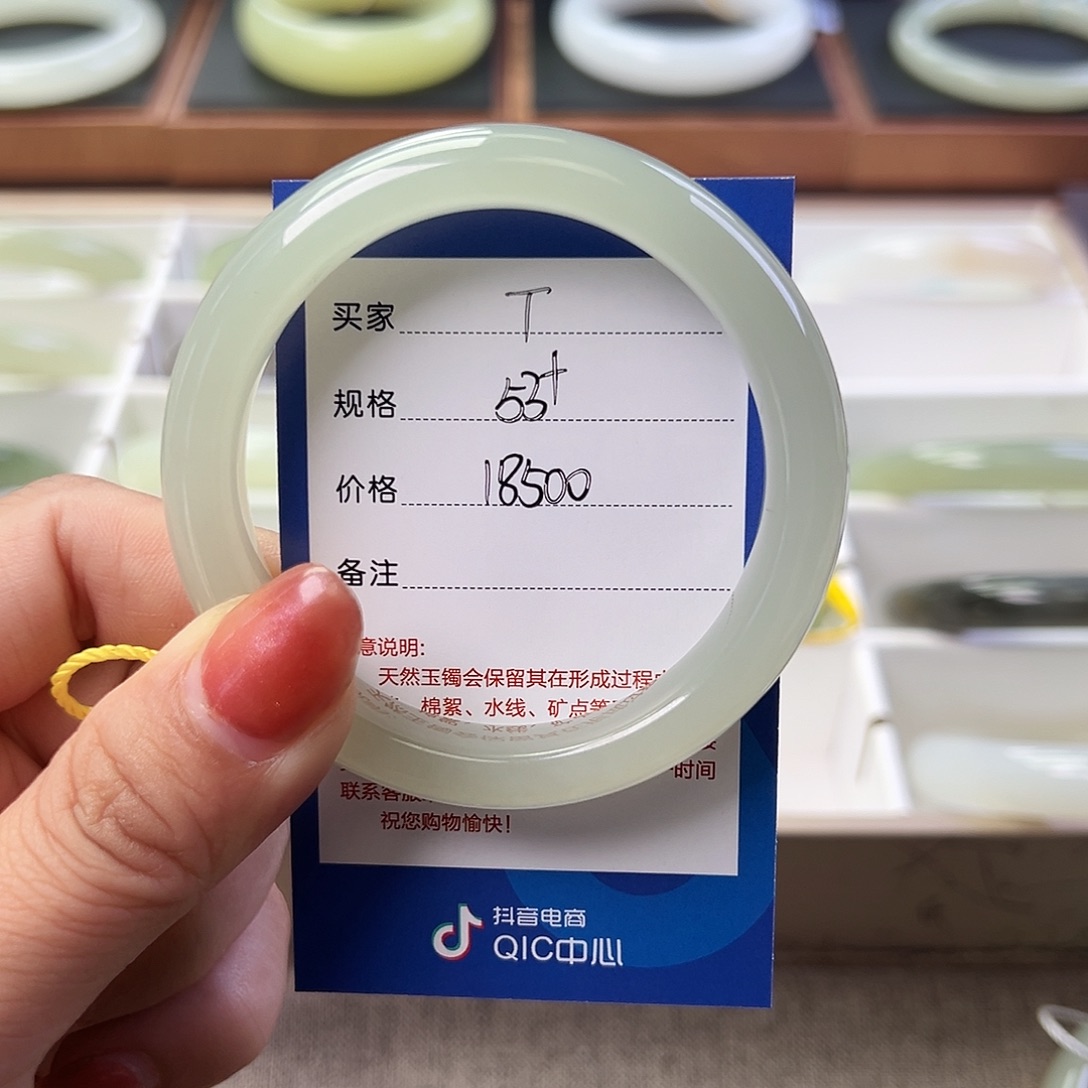 买家 T
规格 53+
价格 18500
备注
意说明:
天然玉镯会保留其在形成过程
棉絮、水线、矿点等
时间
联系客服
祝您购物愉快!
抖音电商
QIC中心